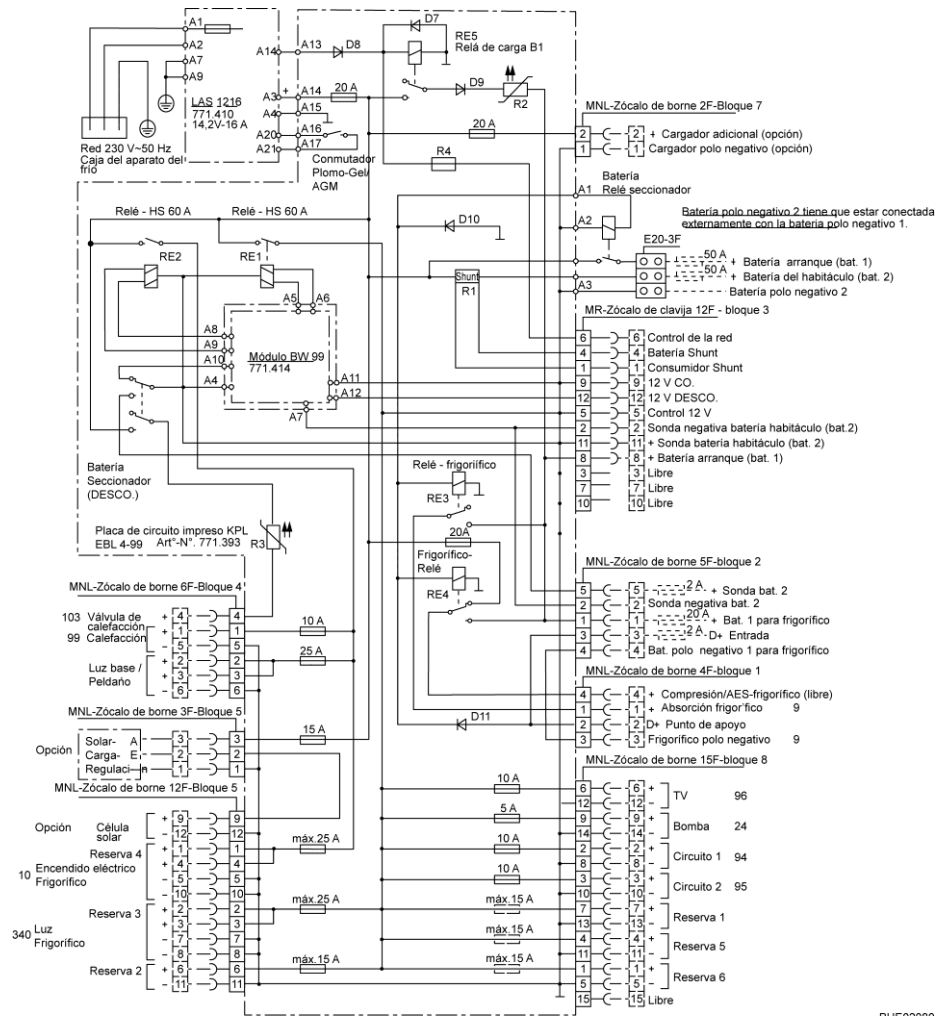 A1
A2
A7
A9
A14
A3 +
A4
A20
A21
LAS 1216
771.410
14,2V-16 A
Red 230 V~50 Hz
Caja del aparato del
frío
A13
D8
A14
20 A
A15
A16
A17
Conmutador
Plomo-Gel/
AGM
D7
RE5
Relá de carga B1
D9
R2
20 A
R4
MNL-Zócalo de borne 2F-Bloque 7
2 2 + Cargador adicional (opción)
1 1 Cargador polo negativo (opción)
Batería
Relé seccionador
A1
A2
Batería polo negativo 2 tiene que estar conectada
externamente con la bateria polo negativo 1.
E20-3F
50 A + Batería arranque (bat. 1)
50 A + Batería del habitáculo (bat. 2)
A3
Batería polo negativo 2
D10
Shunt
R1
Relé - HS 60 A
Relé - HS 60 A
RE2
RE1
A5
A6
A8
A9
A10
A4
Módulo BW 99
771.414
A11
A12
A7
Batería
Seccionador
(DESCO.)
Placa de circuito impreso KPL
EBL 4-99 Art°-N°. 771.393
R3
MR-Zócalo de clavija 12F - bloque 3
6 6 Control de la red
4 4 Batería Shunt
1 1 Consumidor Shunt
9 9 12 V CO.
12 12 12 V DESCO.
5 5 Control 12 V
2 2 Sonda negativa batería habitáculo (bat.2)
11 11 + Sonda batería habitáculo (bat. 2)
8 8 + Batería arranque (bat. 1)
3 3 Libre
7 7 Libre
10 10 Libre
Relé - frigoriífico
RE3
20A
Frigorífico-
Relé
RE4
D11
MNL-Zócalo de borne 5F-bloque 2
5 5 2 A + Sonda bat. 2
2 2 Sonda negativa bat. 2
1 1 20 A + Bat. 1 para frigorífico
3 3 2 A D+ Entrada
4 4 Bat. polo negativo 1 para frigorífico
MNL-Zócalo de borne 4F-bloque 1
4 4 + Compresión/AES-frigorífico (libre)
1 1 + Absorción frigor'fico 9
2 2 D+ Punto de apoyo
3 3 Frigorífico polo negativo 9
MNL-Zócalo de borne 6F-Bloque 4
103 Válvula de
calefacción
99 Calefacción
Luz base /
Peldaño
+ 4 4
+ 1 1
- 5 5
+ 2 2
+ 3 3
- 6 6
10 A
25 A
MNL-Zócalo de borne 3F-Bloque 5
Opción
Solar- A 3 3
Carga- E 2 2
Regulaci—n 1 1
15 A
MNL-Zócalo de borne 12F-Bloque 5
Opción Célula
solar
+ 9 9
- 12 12
Reserva 4
10 Encendido eléctrico
Frigorífico
+ 1 1
+ 4 4
- 5 5
- 10 10
máx.25 A
Reserva 3
340 Luz
Frigorífico
+ 2 2
+ 3 3
- 7 7
- 8 8
máx.25 A
Reserva 2
+ 6 6
- 11 11
máx.15 A
MNL-Zócalo de borne 15F-bloque 8
10 A
6 6 +
12 12 -
TV 96
5 A
9 9 +
14 14 -
Bomba 24
10 A
2 2 +
8 8 -
Circuito 1 94
10 A
3 3 +
10 10 -
Circuito 2 95
máx.15 A
7 7 +
13 13 -
Reserva 1
máx.15 A
4 4 +
11 11 -
Reserva 5
máx.15 A
1 1 +
5 5 -
Reserva 6
15 15 Libre